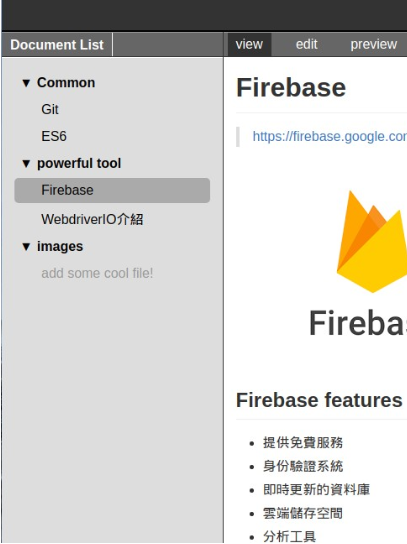 Document List
view edit preview
▼ Common
Git
ES6
▼ powerful tool
Firebase
WebdriverIO介紹
▼ images
add some cool file!
Firebase
https://firebase.google.co
Fireba
Firebase features
提供免費服務
身份驗證系統
即時更新的資料庫
雲端儲存空間
分析工具